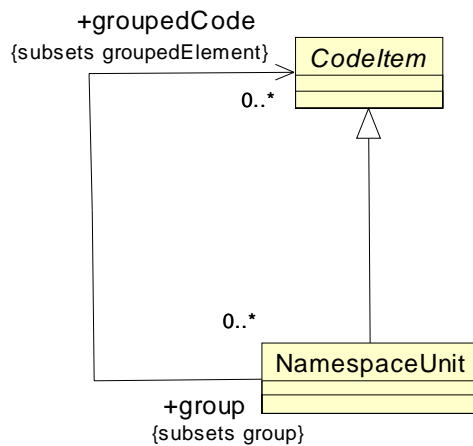 +groupedCode
{subsets groupedElement}
CodeItem
0..*
0..*
NamespaceUnit
+group
{subsets group}